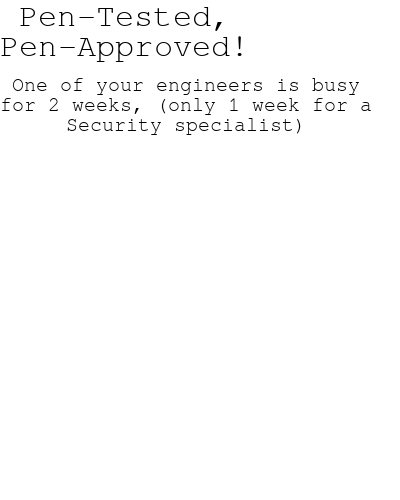 Pen-Tested,
Pen-Approved!
One of your engineers is busy
for 2 weeks, (only 1 week for a
Security specialist)